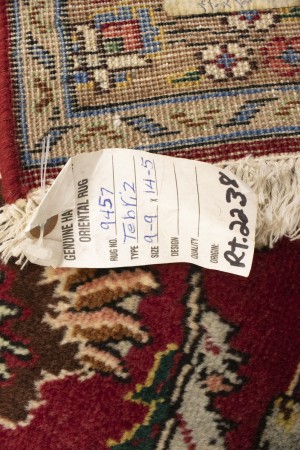 GENUINE HA
ORIENTAL RUG
RUG NO. 9457
TYPE Tebriz
SIZE 9-9 x 14-5
DESIGN
QUALITY
ORIGIN:
Rt. 2238